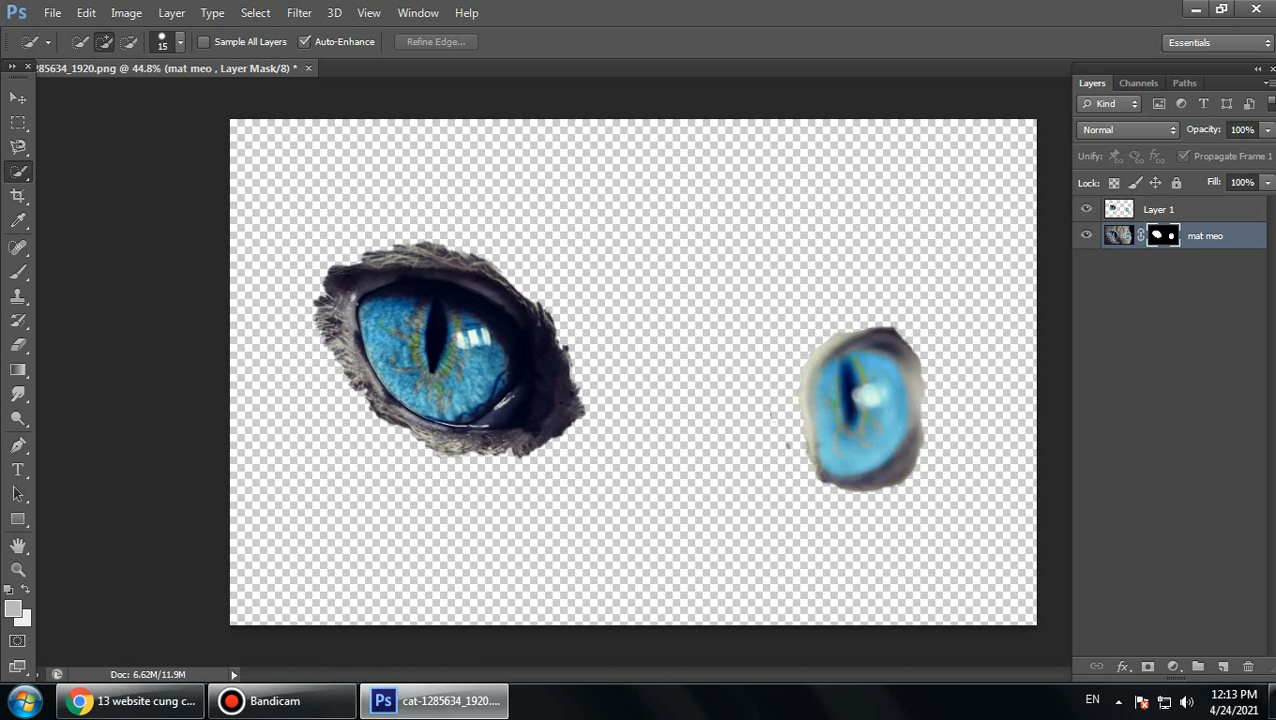 Ps File Edit Image Layer Type Select Filter 3D View Window Help
15 Sample All Layers Auto-Enhance Refine Edge... Essentials
285634_1920.png @ 44.8% (mat meo , Layer Mask/8) * ×
Layers Channels Paths
Kind
Normal Opacity: 100%
Unify: Propagate Frame 1
Lock: Fill: 100%
Layer 1
mat meo
Doc: 6.62M/11.9M
13 website cung c... Bandicam Ps cat-1285634_1920.... EN 12:13 PM
4/24/2021